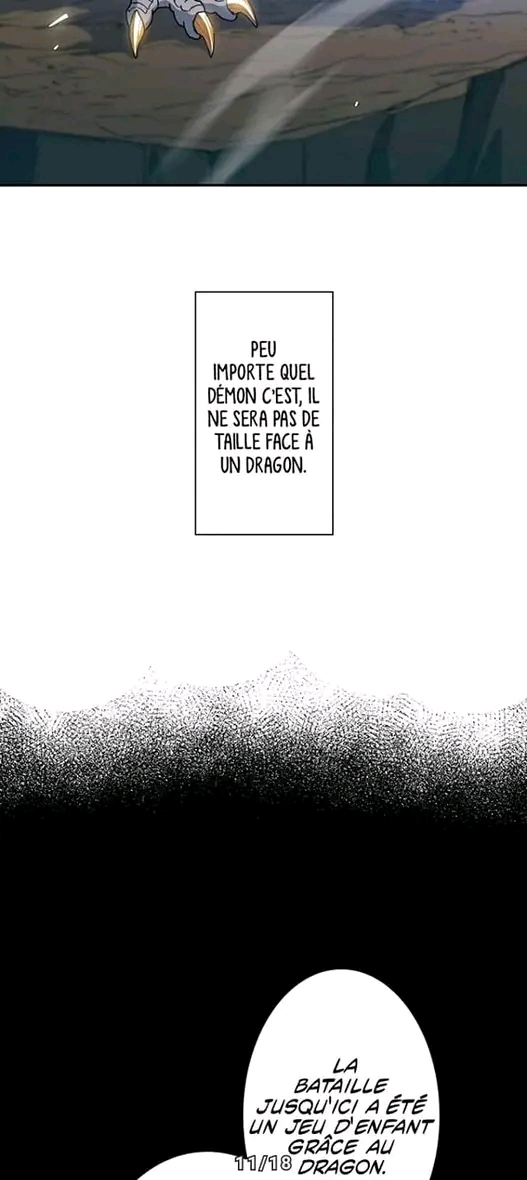 PEU
IMPORTE QUEL
DÉMON C'EST, IL
NE SERA PAS DE
TAILLE FACE À
UN DRAGON.
LA
BATAILLE
JUSQU'ICI A ÉTÉ
UN JEU D'ENFANT
GRÂCE AU
DRAGON.
11/18